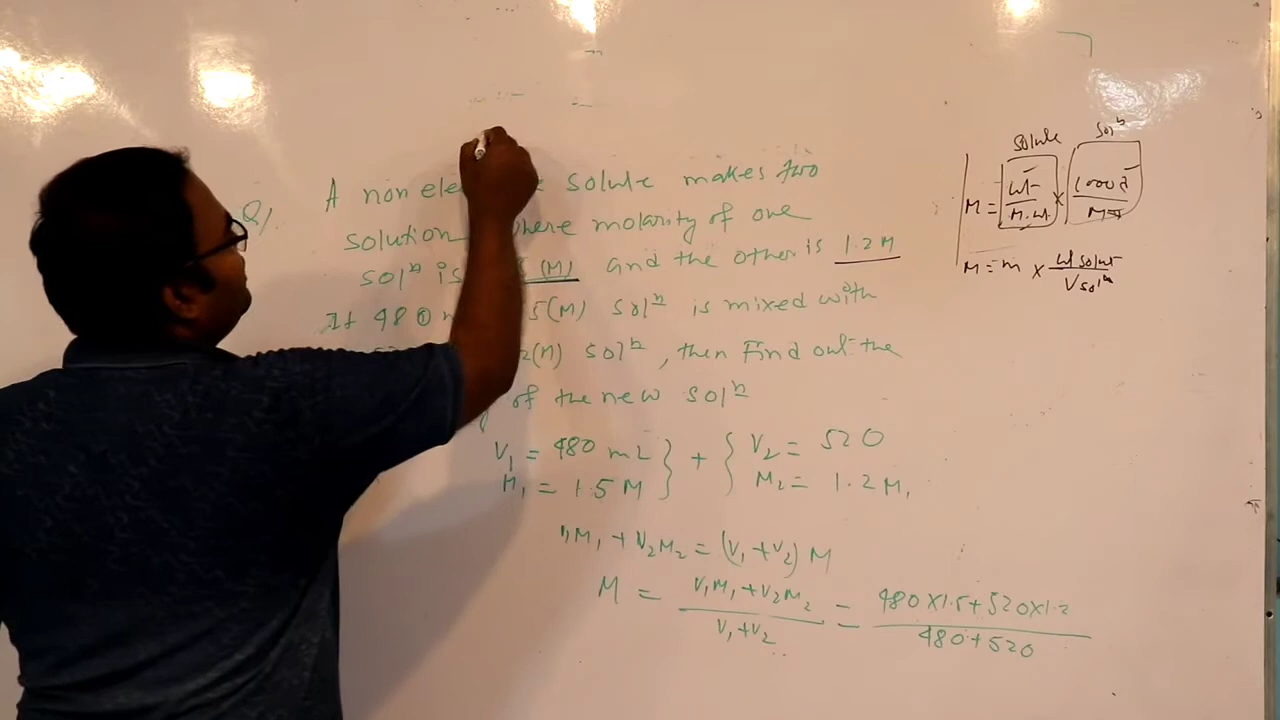 Q1.
A non ele solute makes two
solution where molarity of one
solⁿ is (M) and the other is 1.2M
If 480 5(M) solⁿ is mixed with
2(M) solⁿ, then Find out the
of the new solⁿ
V₁ = 480 mL } + { V₂ = 520
M₁ = 1.5 M } { M₂ = 1.2 M,
V₁M₁ + V₂M₂ = (V₁ + V₂) M
M = (V₁M₁ + V₂M₂) / (V₁ + V₂) = (480 X 1.5 + 520 X 1.2) / (480 + 520)
solute solⁿ
M = wt / M.wt. × 1000
M = m × wt solvt / V solⁿ